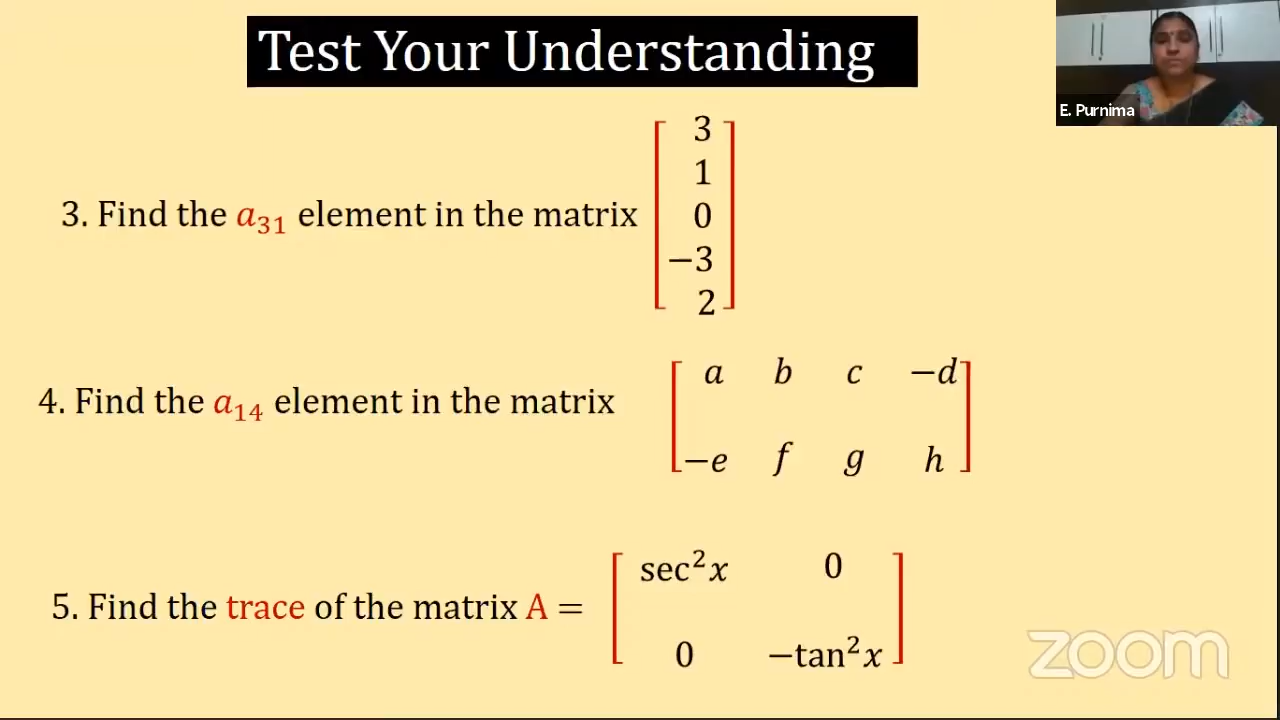 Test Your Understanding
E. Purnima
3. Find the a₃₁ element in the matrix
3
1
0
−3
2
4. Find the a₁₄ element in the matrix
a b c −d
−e f g h
5. Find the trace of the matrix A =
sec²x 0
0 −tan²x
zoom